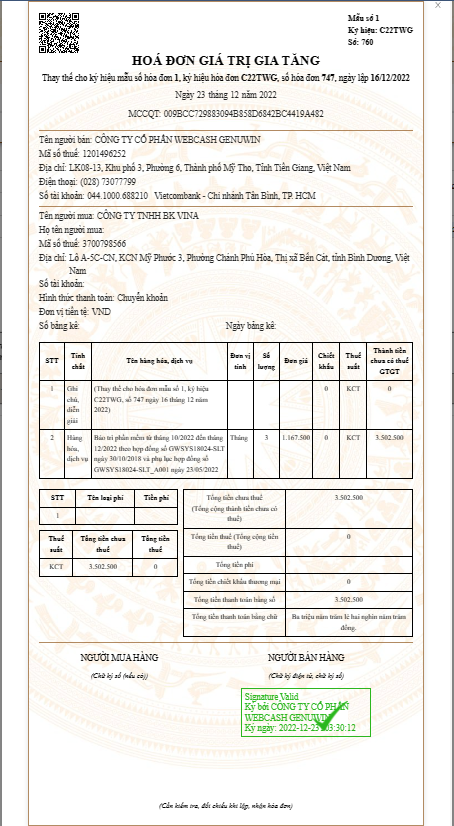 Mẫu số 1
Ký hiệu: C22TWG
Số: 760
HOÁ ĐƠN GIÁ TRỊ GIA TĂNG
Thay thế cho ký hiệu mẫu số hóa đơn 1, ký hiệu hóa đơn C22TWG, số hóa đơn 747, ngày lập 16/12/2022
Ngày 23 tháng 12 năm 2022
MCCQT: 009BCC729883094B858D6842BC4419A482
Tên người bán: CÔNG TY CỔ PHẦN WEBCASH GENUWIN
Mã số thuế: 1201496252
Địa chỉ: LK08-13, Khu phố 3, Phường 6, Thành phố Mỹ Tho, Tỉnh Tiền Giang, Việt Nam
Điện thoại: (028) 73077799
Số tài khoản: 044.1000.688210 Vietcombank - Chi nhánh Tân Bình, TP. HCM
Tên người mua: CÔNG TY TNHH BK VINA
Họ tên người mua:
Mã số thuế: 3700798566
Địa chỉ: Lô A-5C-CN, KCN Mỹ Phước 3, Phường Chánh Phú Hòa, Thị xã Bến Cát, tỉnh Bình Dương, Việt
Nam
Số tài khoản:
Hình thức thanh toán: Chuyển khoản
Đơn vị tiền tệ: VND
Số bảng kê: Ngày bảng kê:
STT Tính chất Tên hàng hóa, dịch vụ Đơn vị tính Số lượng Đơn giá Chiết khấu Thuế suất Thành tiền chưa có thuế GTGT
1 Ghi chú, diễn giải (Thay thế cho hóa đơn mẫu số 1, ký hiệu C22TWG, số 747 ngày 16 tháng 12 năm 2022) 0 KCT 0
2 Hàng hóa, dịch vụ Bảo trì phần mềm từ tháng 10/2022 đến tháng 12/2022 theo hợp đồng số GWSYS18024-SLT ngày 30/10/2018 và phụ lục hợp đồng số GWSYS18024-SLT_A001 ngày 23/05/2022 Tháng 3 1.167.500 0 KCT 3.502.500
STT Tên loại phí Tiền phí
1
Thuế suất Tổng tiền chưa thuế Tổng tiền thuế
KCT 3.502.500 0
Tổng tiền chưa thuế (Tổng cộng thành tiền chưa có thuế) 3.502.500
Tổng tiền thuế (Tổng cộng tiền thuế) 0
Tổng tiền phí
Tổng tiền chiết khấu thương mại 0
Tổng tiền thanh toán bằng số 3.502.500
Tổng tiền thanh toán bằng chữ Ba triệu năm trăm lẻ hai nghìn năm trăm đồng.
NGƯỜI MUA HÀNG NGƯỜI BÁN HÀNG
(Chữ ký số (nếu có)) (Chữ ký điện tử, chữ ký số)
Signature Valid
Ký bởi CÔNG TY CỔ PHẦN
WEBCASH GENUWIN
Ký ngày: 2022-12-23T03:30:12
(Cần kiểm tra, đối chiếu khi lập, nhận hóa đơn)